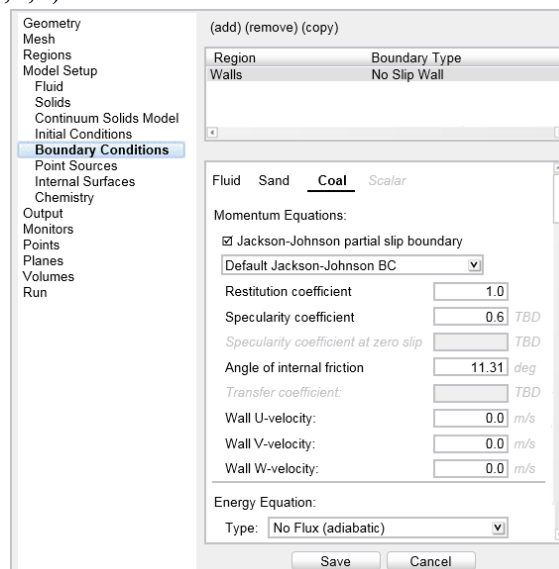 Geometry
Mesh
Regions
Model Setup
Fluid
Solids
Continuum Solids Model
Initial Conditions
Boundary Conditions
Point Sources
Internal Surfaces
Chemistry
Output
Monitors
Points
Planes
Volumes
Run
(add) (remove) (copy)
Region Boundary Type
Walls No Slip Wall
Fluid Sand Coal Scalar
Momentum Equations:
Jackson-Johnson partial slip boundary
Default Jackson-Johnson BC
Restitution coefficient 1.0
Specularity coefficient 0.6 TBD
Specularity coefficient at zero slip TBD
Angle of internal friction 11.31 deg
Transfer coefficient: TBD
Wall U-velocity: 0.0 m/s
Wall V-velocity: 0.0 m/s
Wall W-velocity: 0.0 m/s
Energy Equation:
Type: No Flux (adiabatic)
Save Cancel